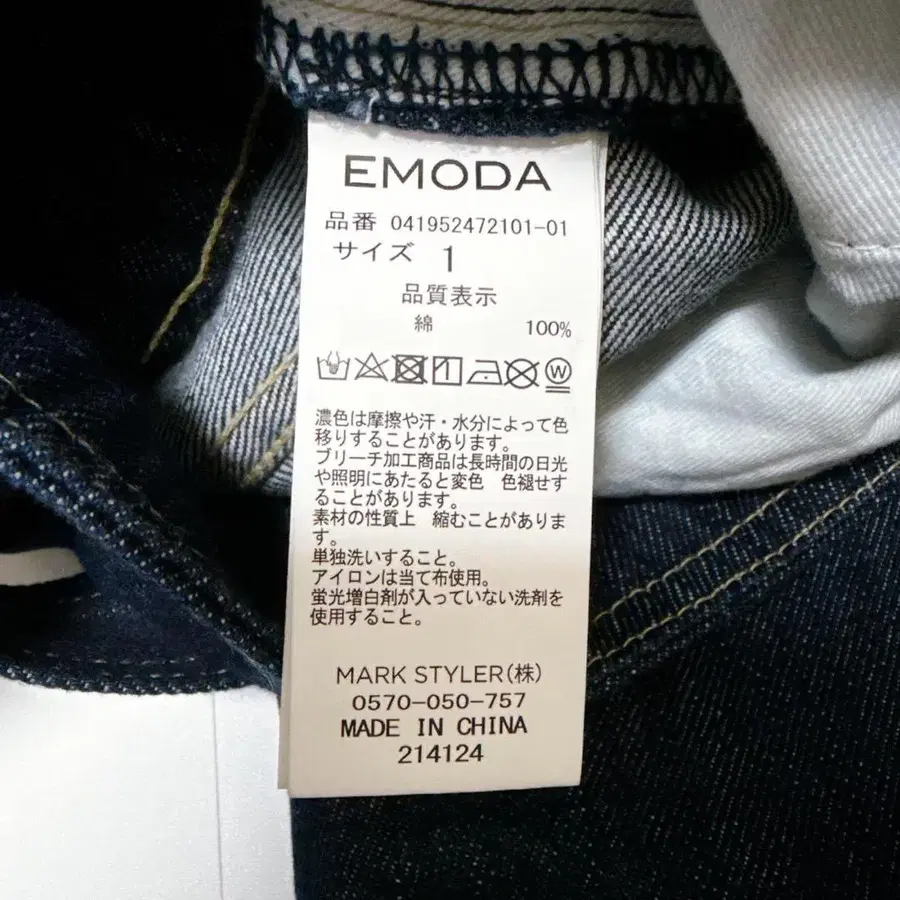 EMODA
品番 041952472101-01
サイズ 1
品質表示
綿 100%
W
濃色は摩擦や汗・水分によって色
移りすることがあります。
ブリーチ加工商品は長時間の日光
や照明にあたると変色 色褪せす
ることがあります。
素材の性質上 縮むことがありま
す。
単独洗いすること。
アイロンは当て布使用。
蛍光増白剤が入っていない洗剤を
使用すること。
MARK STYLER(株)
0570-050-757
MADE IN CHINA
214124